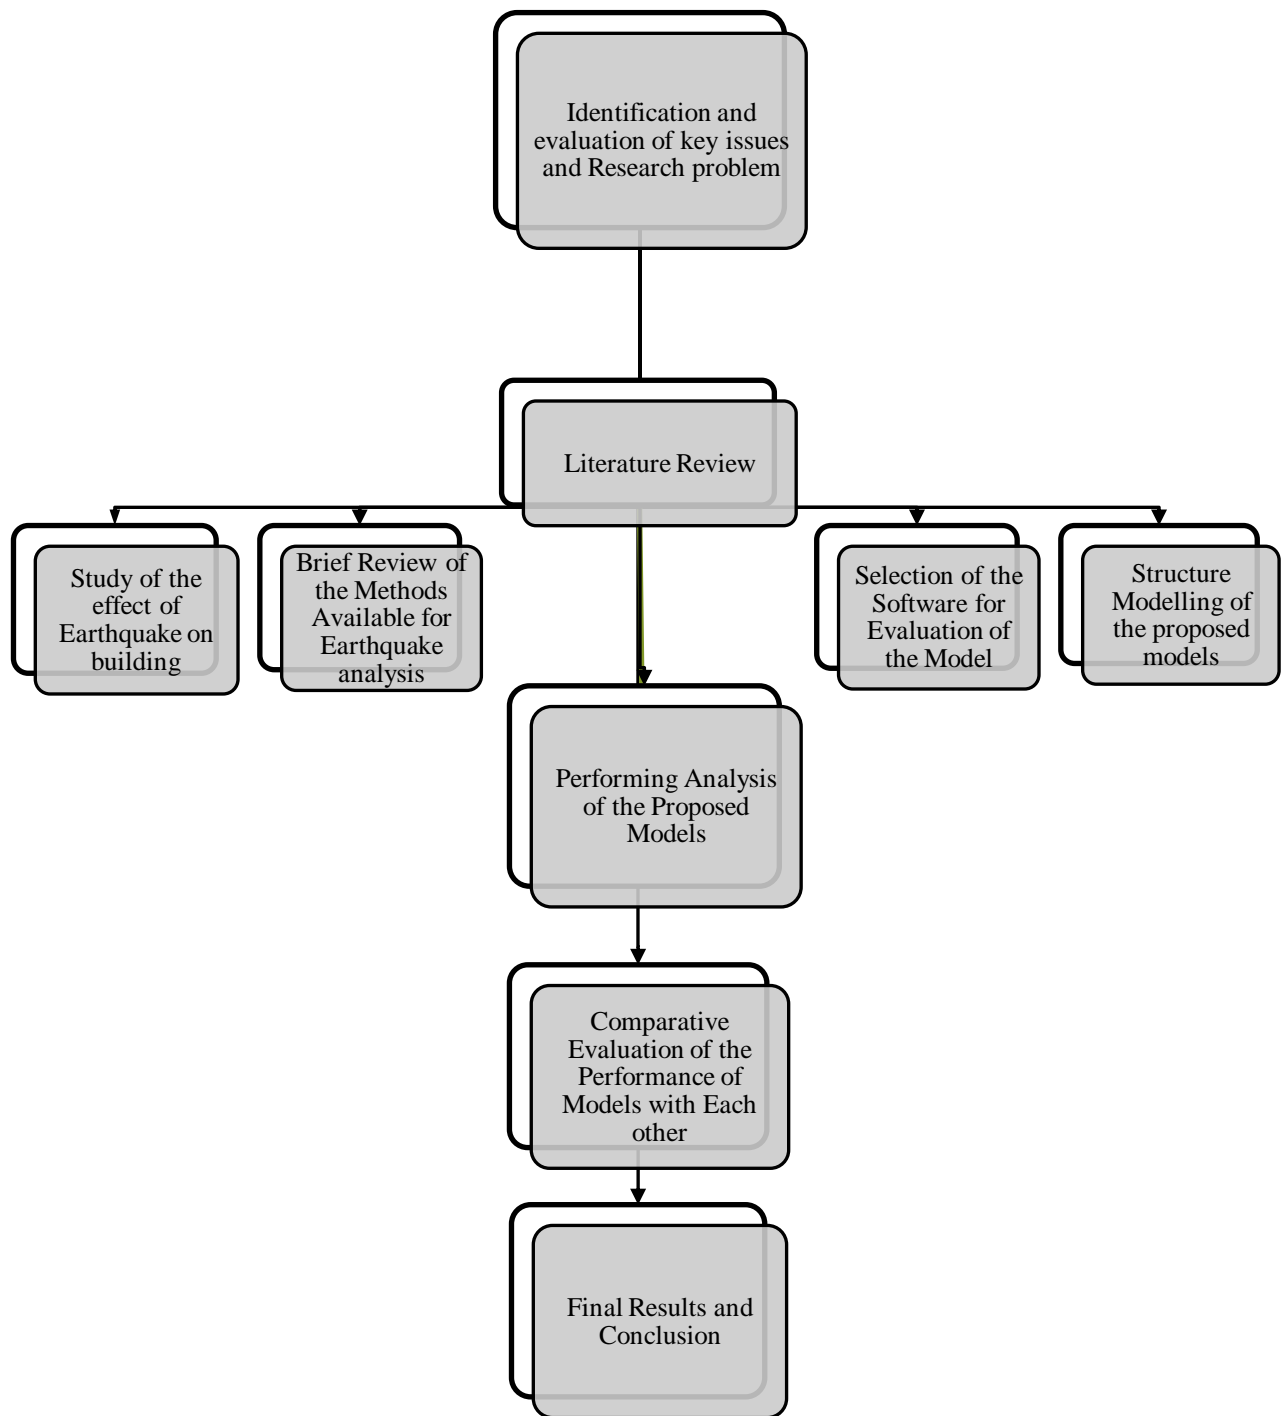 Identification and
evaluation of key issues
and Research problem
Literature Review
Study of the
effect of
Earthquake on
building
Brief Review of
the Methods
Available for
Earthquake
analysis
Selection of the
Software for
Evaluation of
the Model
Structure
Modelling of
the proposed
models
Performing Analysis
of the Proposed
Models
Comparative
Evaluation of the
Performance of
Models with Each
other
Final Results and
Conclusion